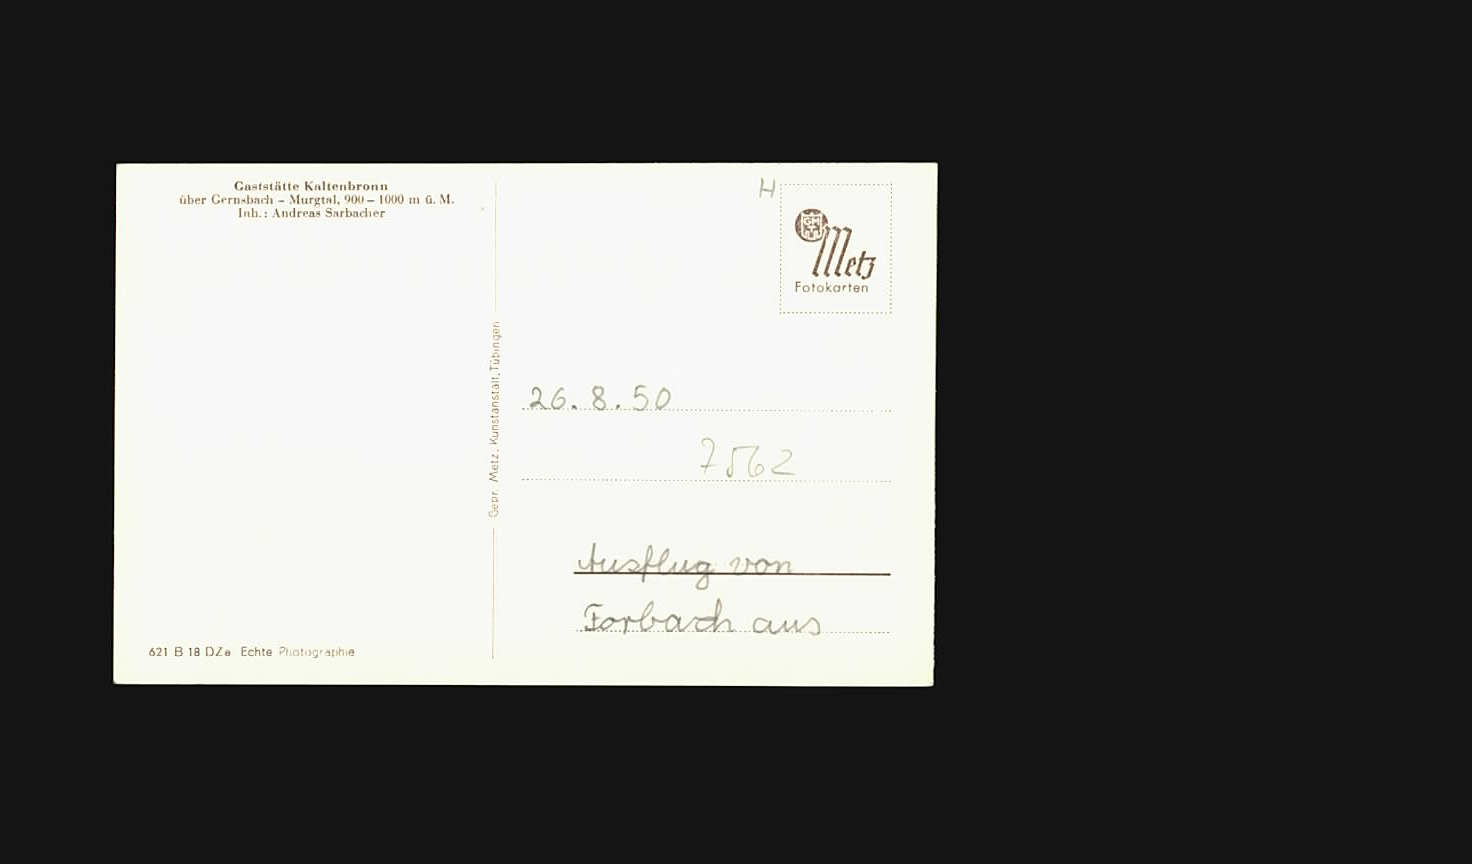 Gaststätte Kaltenbronn
über Gernsbach – Murgtal, 900 – 1000 m ü. M.
Inh.: Andreas Sarbacher
621 B 18 DZa Echte Photographie
Gepr. Metz, Kunstanstalt, Tübingen
H
Metz
Fotokarten
26. 8. 50
7562
Ausflug von
Forbach aus